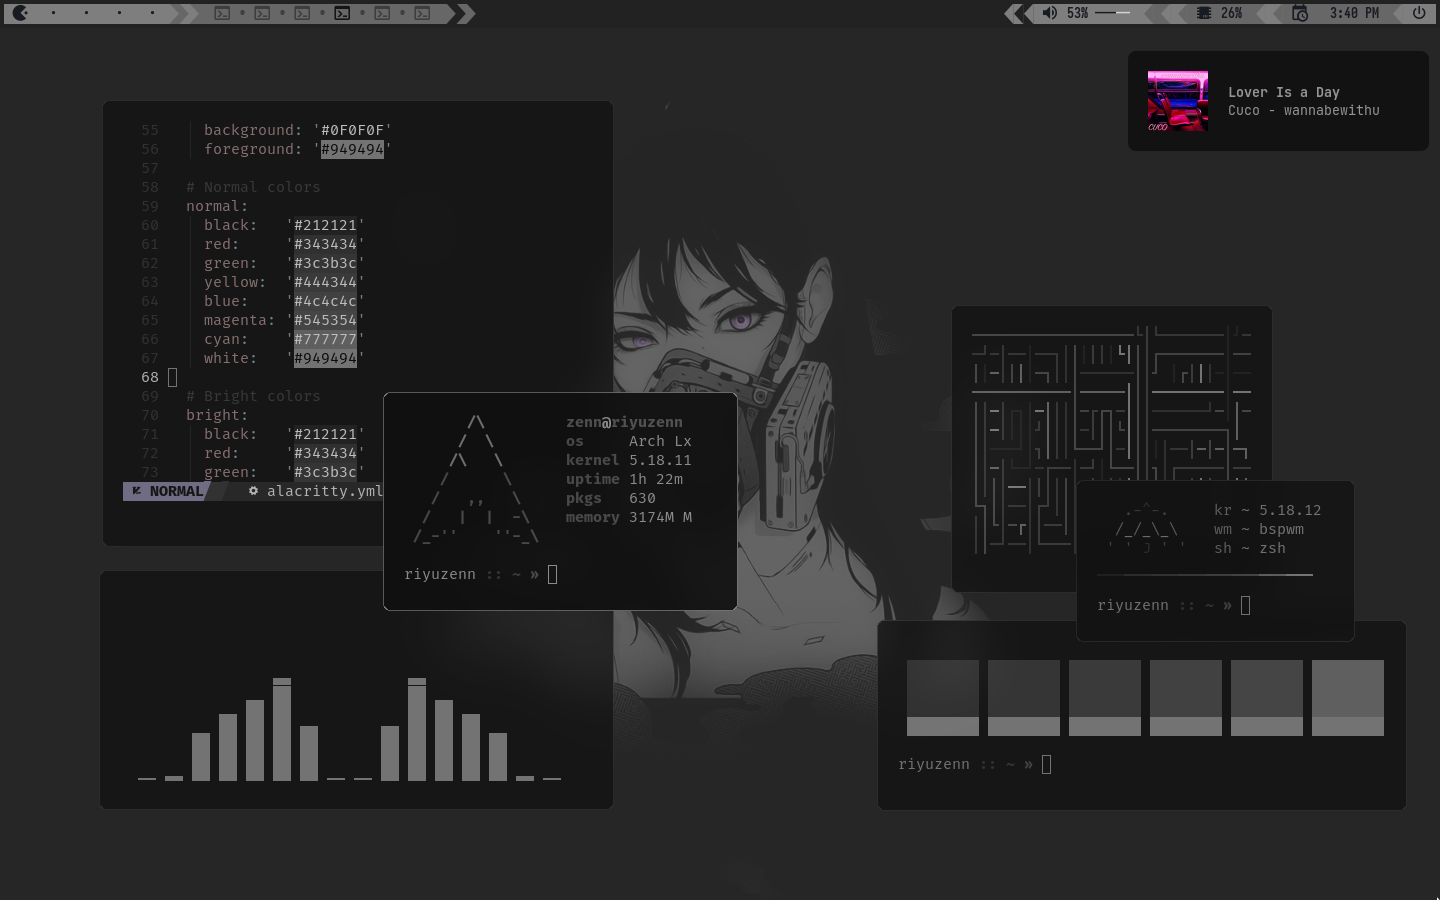 53%
26%
3:40 PM
CUCO
Lover Is a Day
Cuco - wannabewithu
55 background: '#0F0F0F'
56 foreground: '#949494'
57
58 # Normal colors
59 normal:
60 black: '#212121'
61 red: '#343434'
62 green: '#3c3b3c'
63 yellow: '#444344'
64 blue: '#4c4c4c'
65 magenta: '#545354'
66 cyan: '#777777'
67 white: '#949494'
68
69 # Bright colors
70 bright:
71 black: '#212121'
72 red: '#343434'
73 green: '#3c3b3c'
NORMAL alacritty.yml
zenn@riyuzenn
os Arch Lx
kernel 5.18.11
uptime 1h 22m
pkgs 630
memory 3174M M
riyuzenn :: ~ »
kr ~ 5.18.12
wm ~ bspwm
sh ~ zsh
riyuzenn :: ~ »
riyuzenn :: ~ »